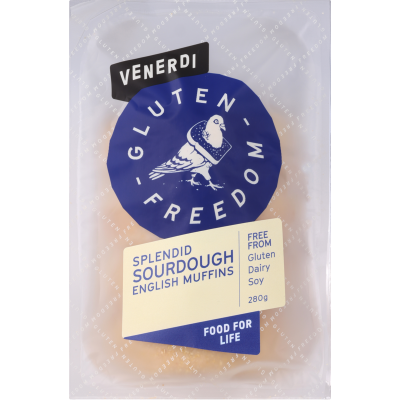 VENERDI
GLUTEN
FREEDOM
SPLENDID
SOURDOUGH
ENGLISH MUFFINS
FREE
FROM
Gluten
Dairy
Soy
280g
FOOD FOR
LIFE